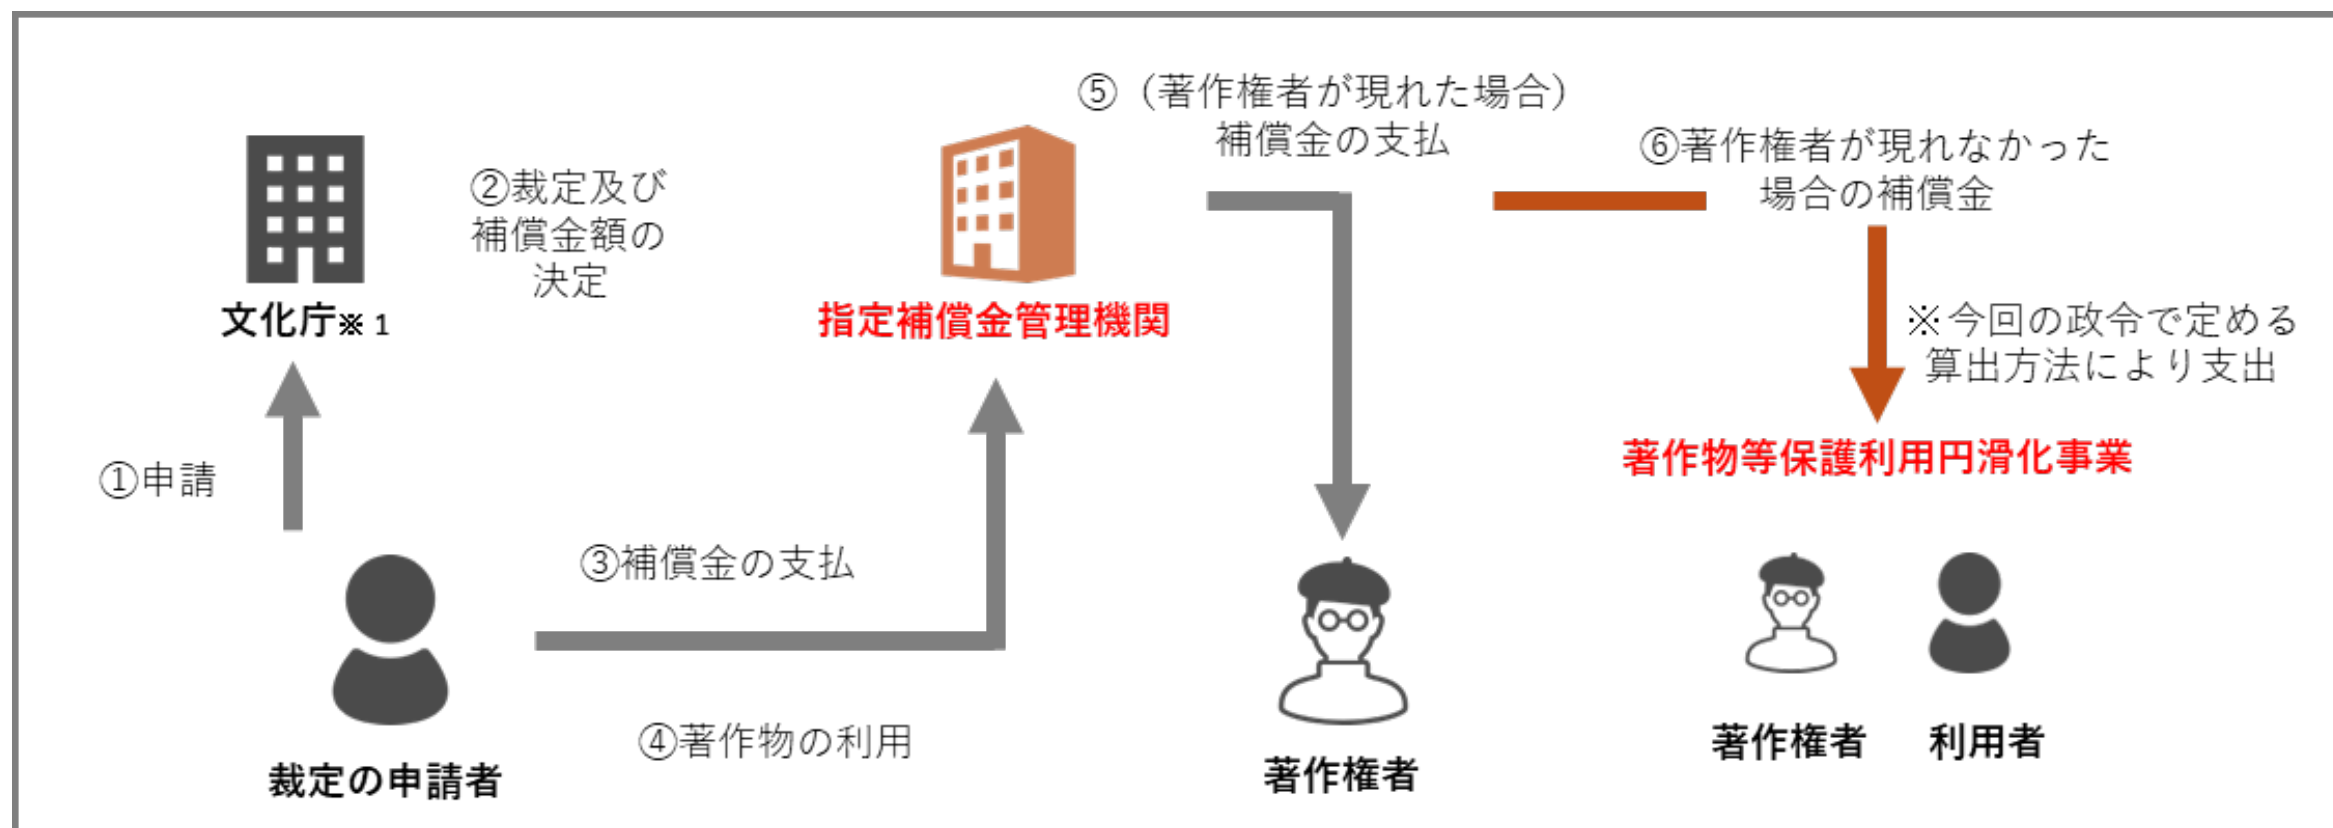 ⑤（著作権者が現れた場合）
補償金の支払
⑥著作権者が現れなかった
場合の補償金
②裁定及び
補償金額の
決定
文化庁※1
指定補償金管理機関
※今回の政令で定める
算出方法により支出
著作物等保護利用円滑化事業
①申請
③補償金の支払
④著作物の利用
裁定の申請者
著作権者
著作権者
利用者